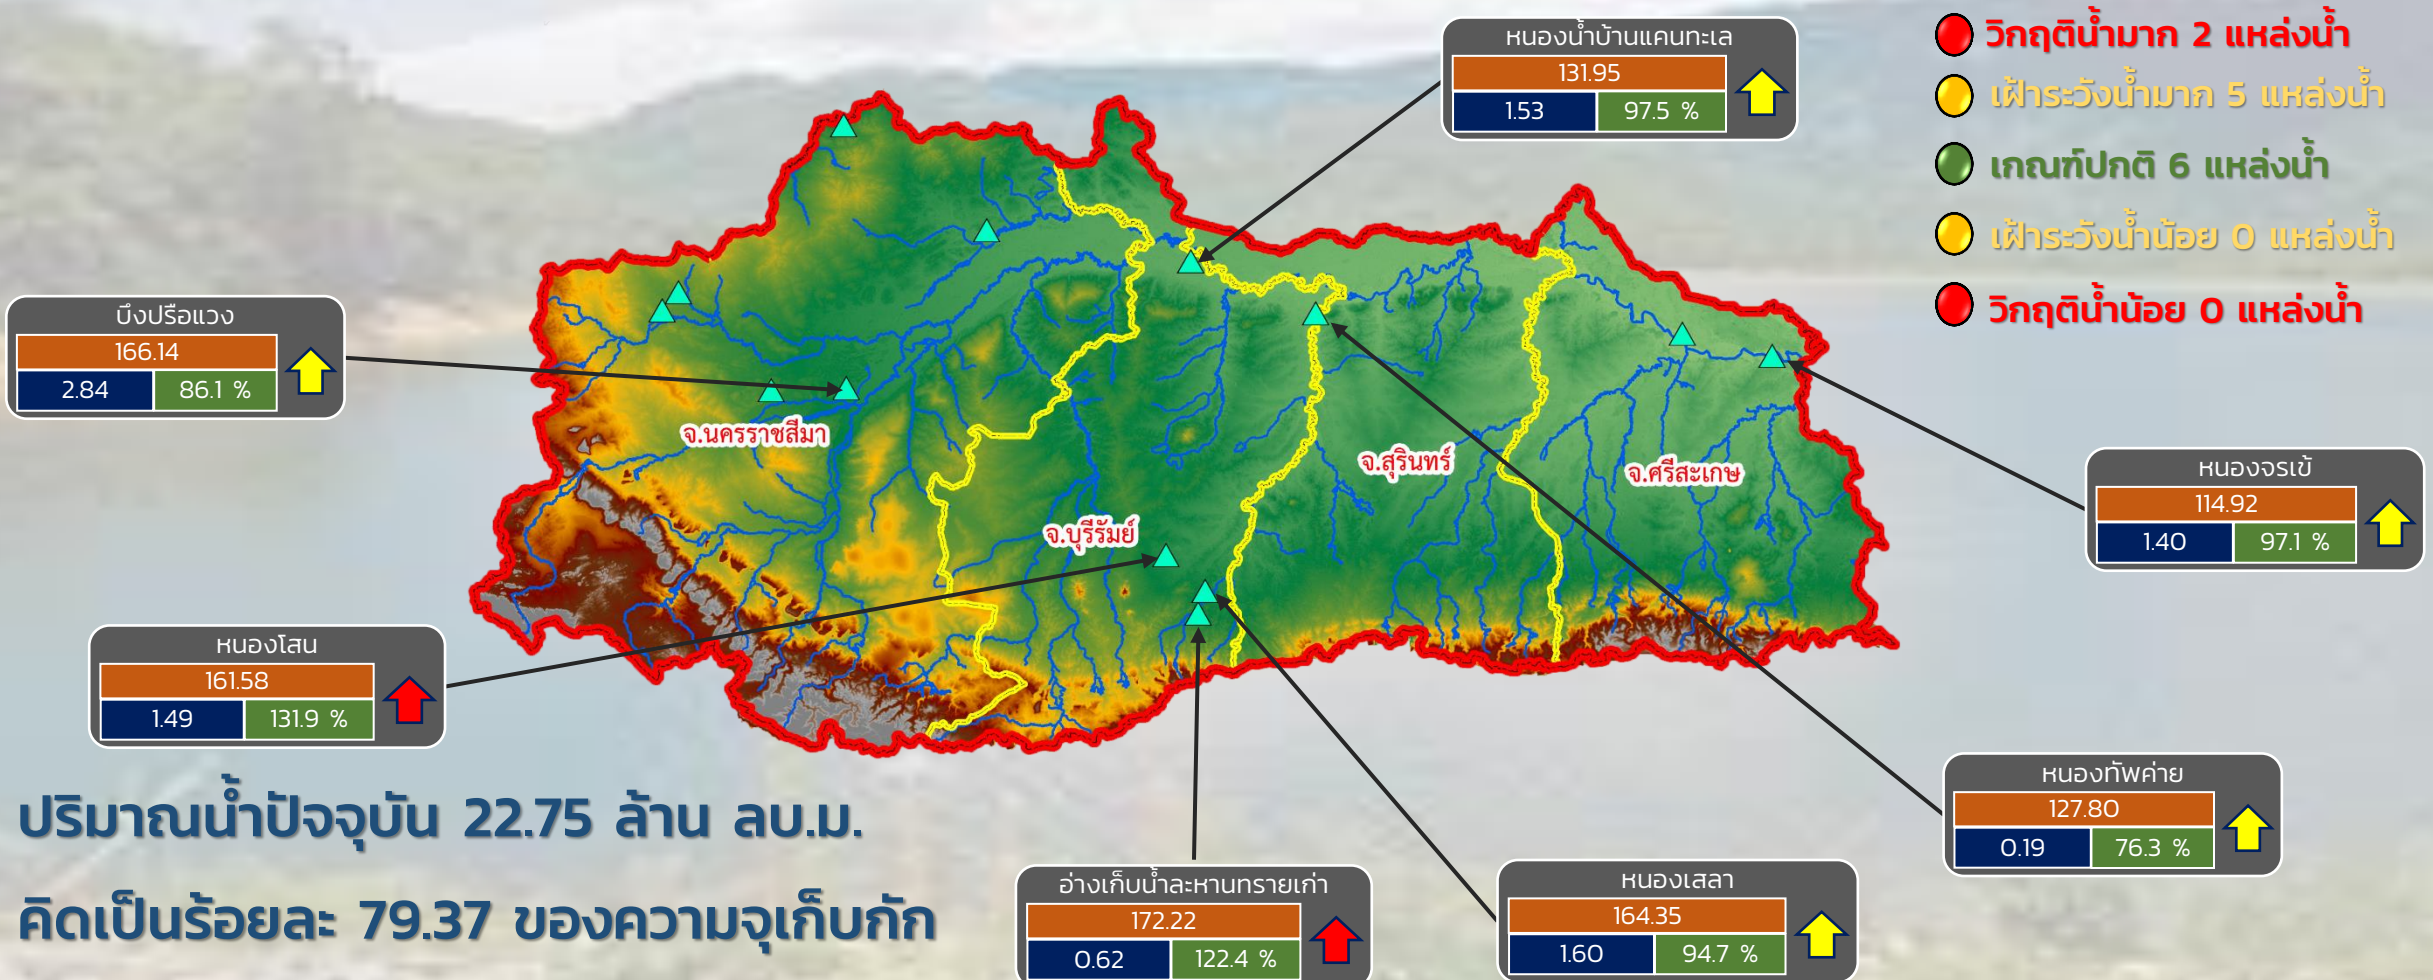 หนองน้ำบ้านแคนทะเล
131.95
1.53 97.5 %
วิกฤติน้ำมาก 2 แหล่งน้ำ
เฝ้าระวังน้ำมาก 5 แหล่งน้ำ
เกณฑ์ปกติ 6 แหล่งน้ำ
เฝ้าระวังน้ำน้อย 0 แหล่งน้ำ
วิกฤติน้ำน้อย 0 แหล่งน้ำ
บึงปรือแวง
166.14
2.84 86.1 %
จ.นครราชสีมา
จ.บุรีรัมย์
จ.สุรินทร์
จ.ศรีสะเกษ
หนองจรเข้
114.92
1.40 97.1 %
หนองโสน
161.58
1.49 131.9 %
หนองทัพค่าย
127.80
0.19 76.3 %
ปริมาณน้ำปัจจุบัน 22.75 ล้าน ลบ.ม.
คิดเป็นร้อยละ 79.37 ของความจุเก็บกัก
อ่างเก็บน้ำละหานทรายเก่า
172.22
0.62 122.4 %
หนองเสลา
164.35
1.60 94.7 %